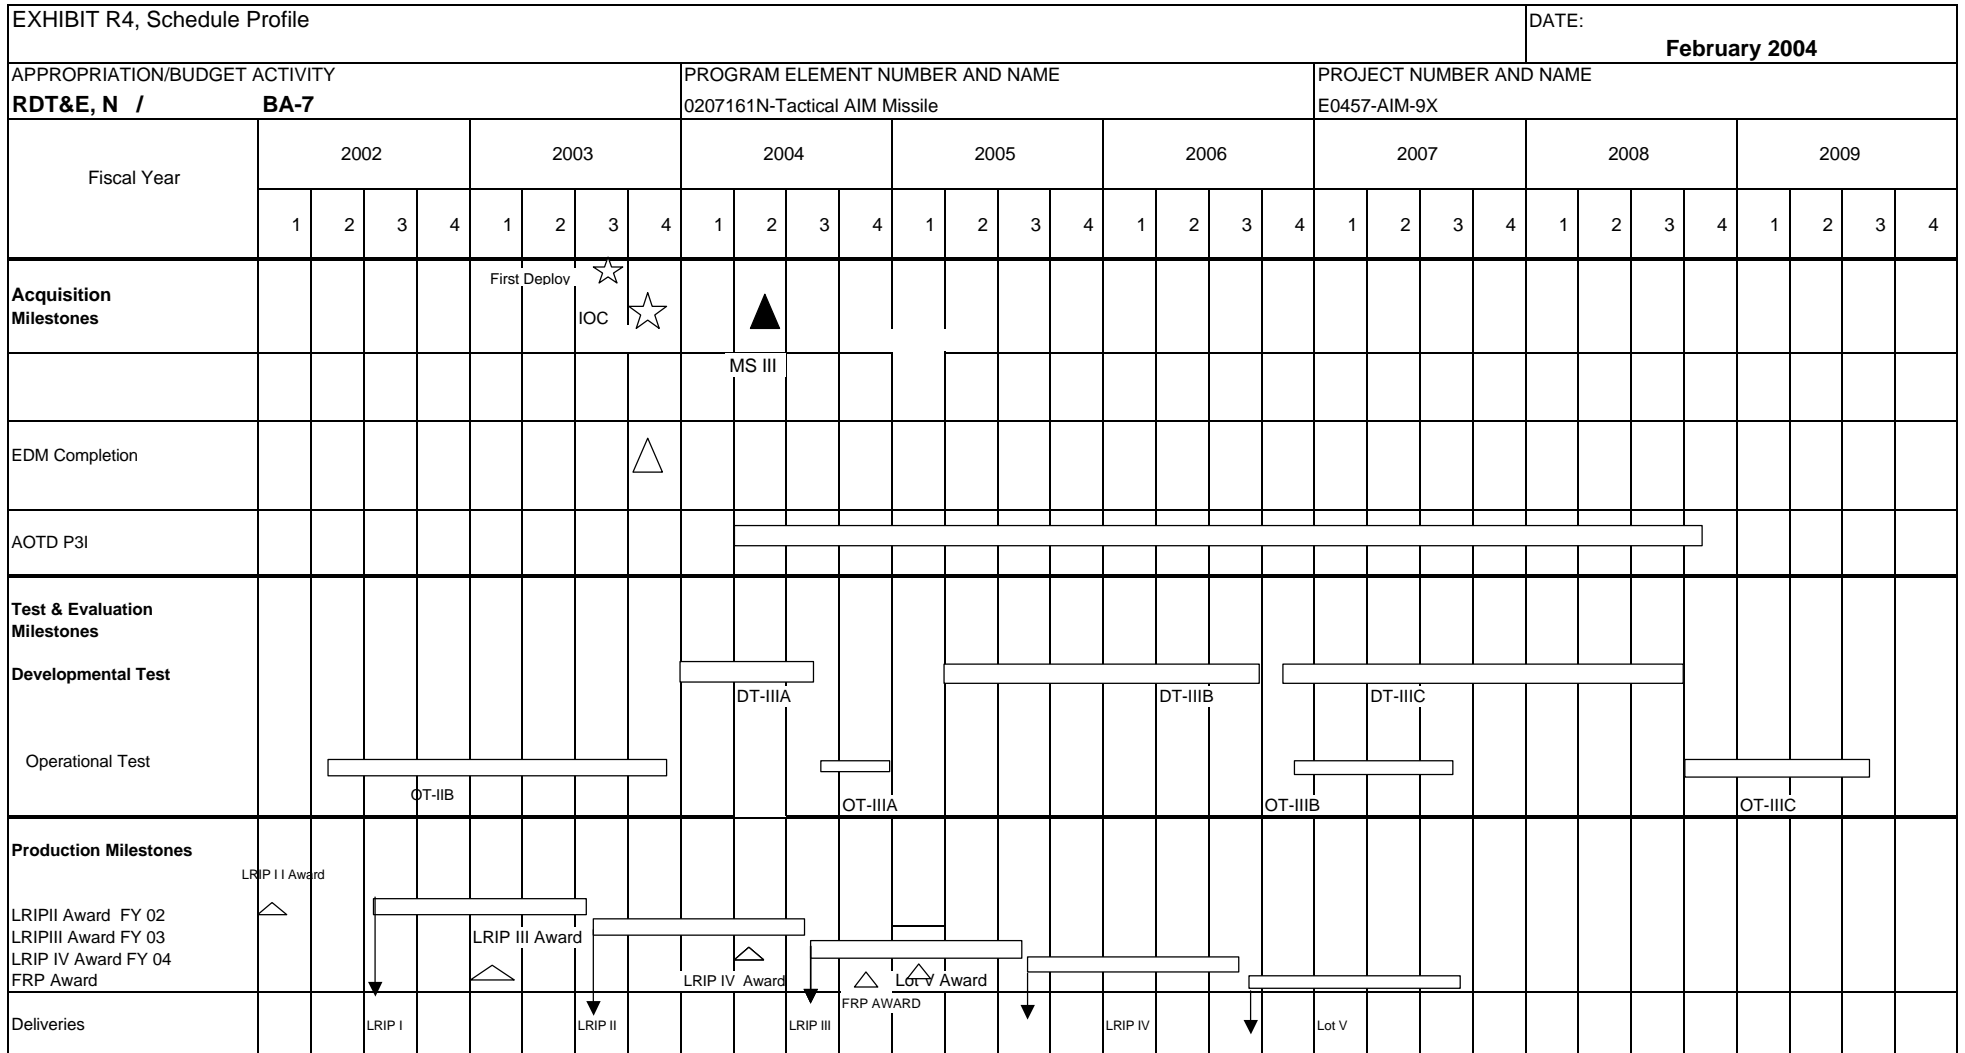 EXHIBIT R4, Schedule Profile
DATE:
February 2004
APPROPRIATION/BUDGET ACTIVITY
PROGRAM ELEMENT NUMBER AND NAME
PROJECT NUMBER AND NAME
RDT&E, N / BA-7
0207161N-Tactical AIM Missile
E0457-AIM-9X
Fiscal Year
2002 2003 2004 2005 2006 2007 2008 2009
1 2 3 4 1 2 3 4 1 2 3 4 1 2 3 4 1 2 3 4 1 2 3 4 1 2 3 4 1 2 3 4
First Deploy
Acquisition
Milestones
IOC
MS III
EDM Completion
AOTD P3I
Test & Evaluation
Milestones
Developmental Test
DT-IIIA DT-IIIB DT-IIIC
Operational Test
OT-IIB
OT-IIIA OT-IIIB OT-IIIC
Production Milestones
LRIP I I Award
LRIPII Award FY 02
LRIPIII Award FY 03
LRIP III Award
LRIP IV Award FY 04
FRP Award
LRIP IV Award
Lot V Award
FRP AWARD
Deliveries
LRIP I LRIP II LRIP III LRIP IV Lot V